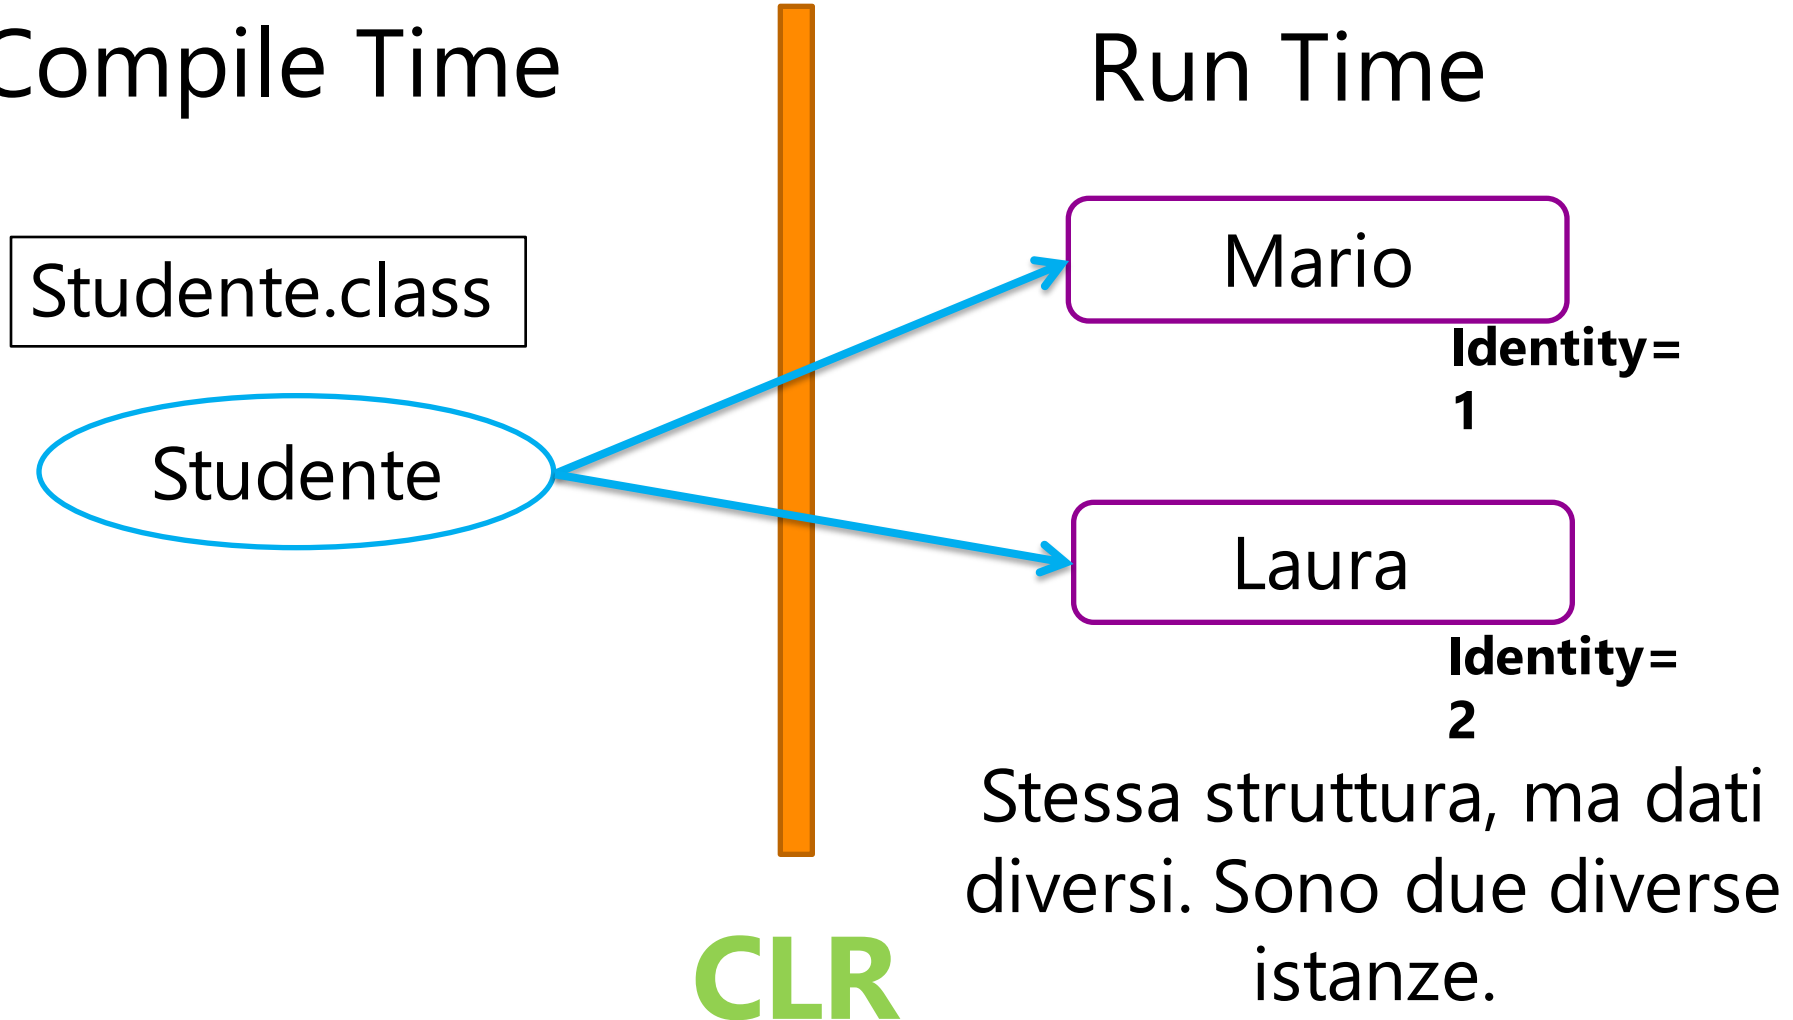 Compile Time
Run Time
Studente.class
Studente
Mario
Identity=
1
Laura
Identity=
2
Stessa struttura, ma dati
diversi. Sono due diverse
istanze.
CLR